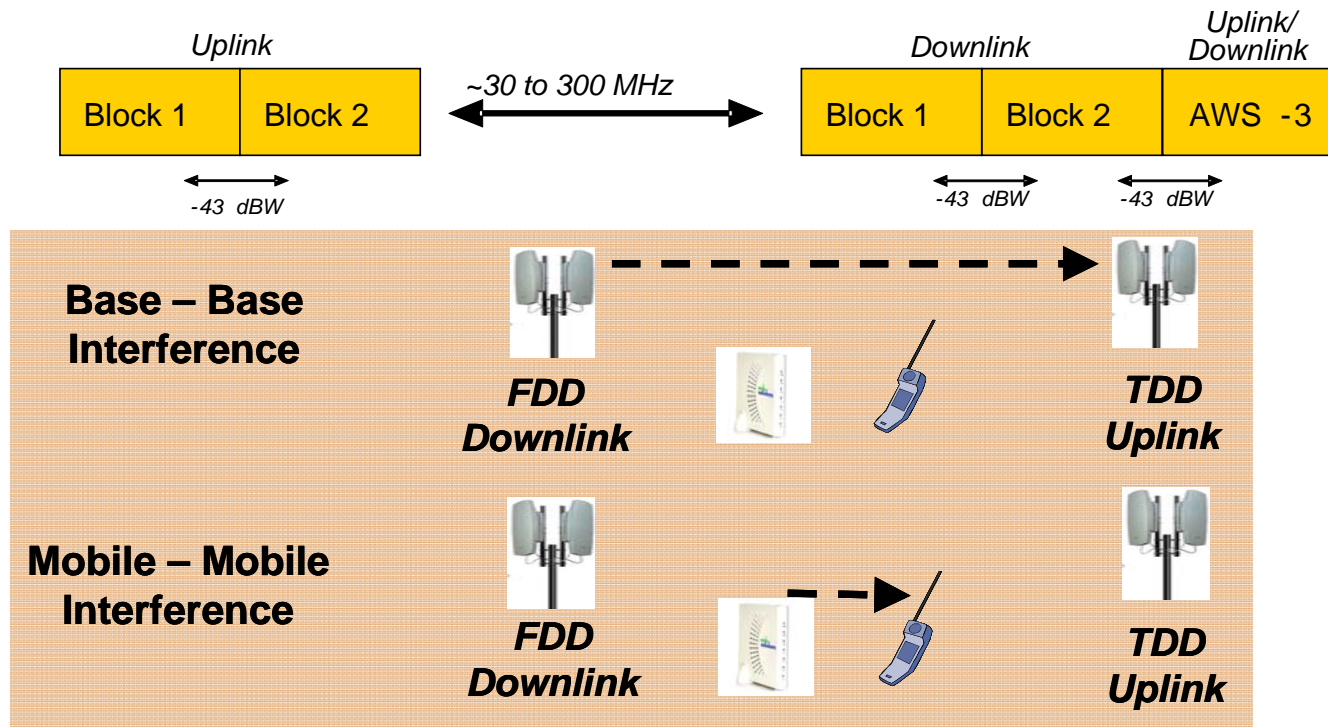 Uplink
Downlink
Uplink/
Downlink
~30 to 300 MHz
Block 1
Block 2
Block 1
Block 2
AWS -3
-43 dBW
-43 dBW
-43 dBW
Base – Base
Interference
FDD
Downlink
TDD
Uplink
Mobile – Mobile
Interference
FDD
Downlink
TDD
Uplink